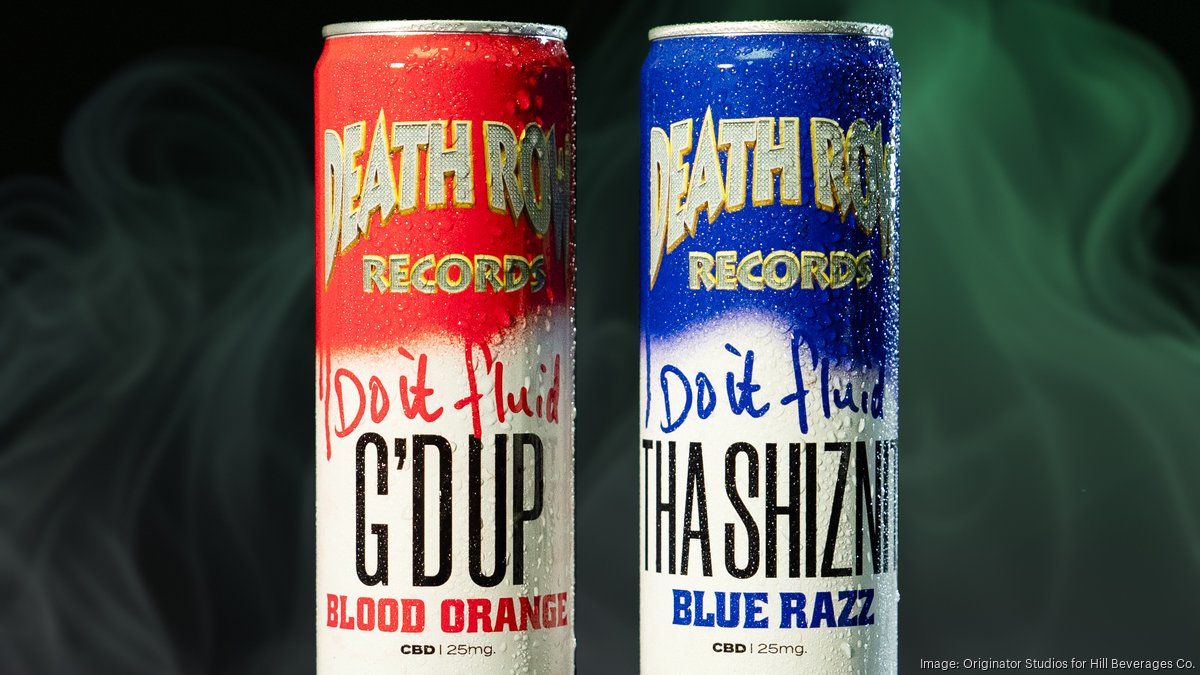 DEATH ROW
RECORDS
Do it fluid
G'D UP
BLOOD ORANGE
CBD | 25mg.
DEATH ROW
RECORDS
Do it fluid
THA SHIZN
BLUE RAZZ
CBD | 25mg.
Image: Originator Studios for Hill Beverages Co.